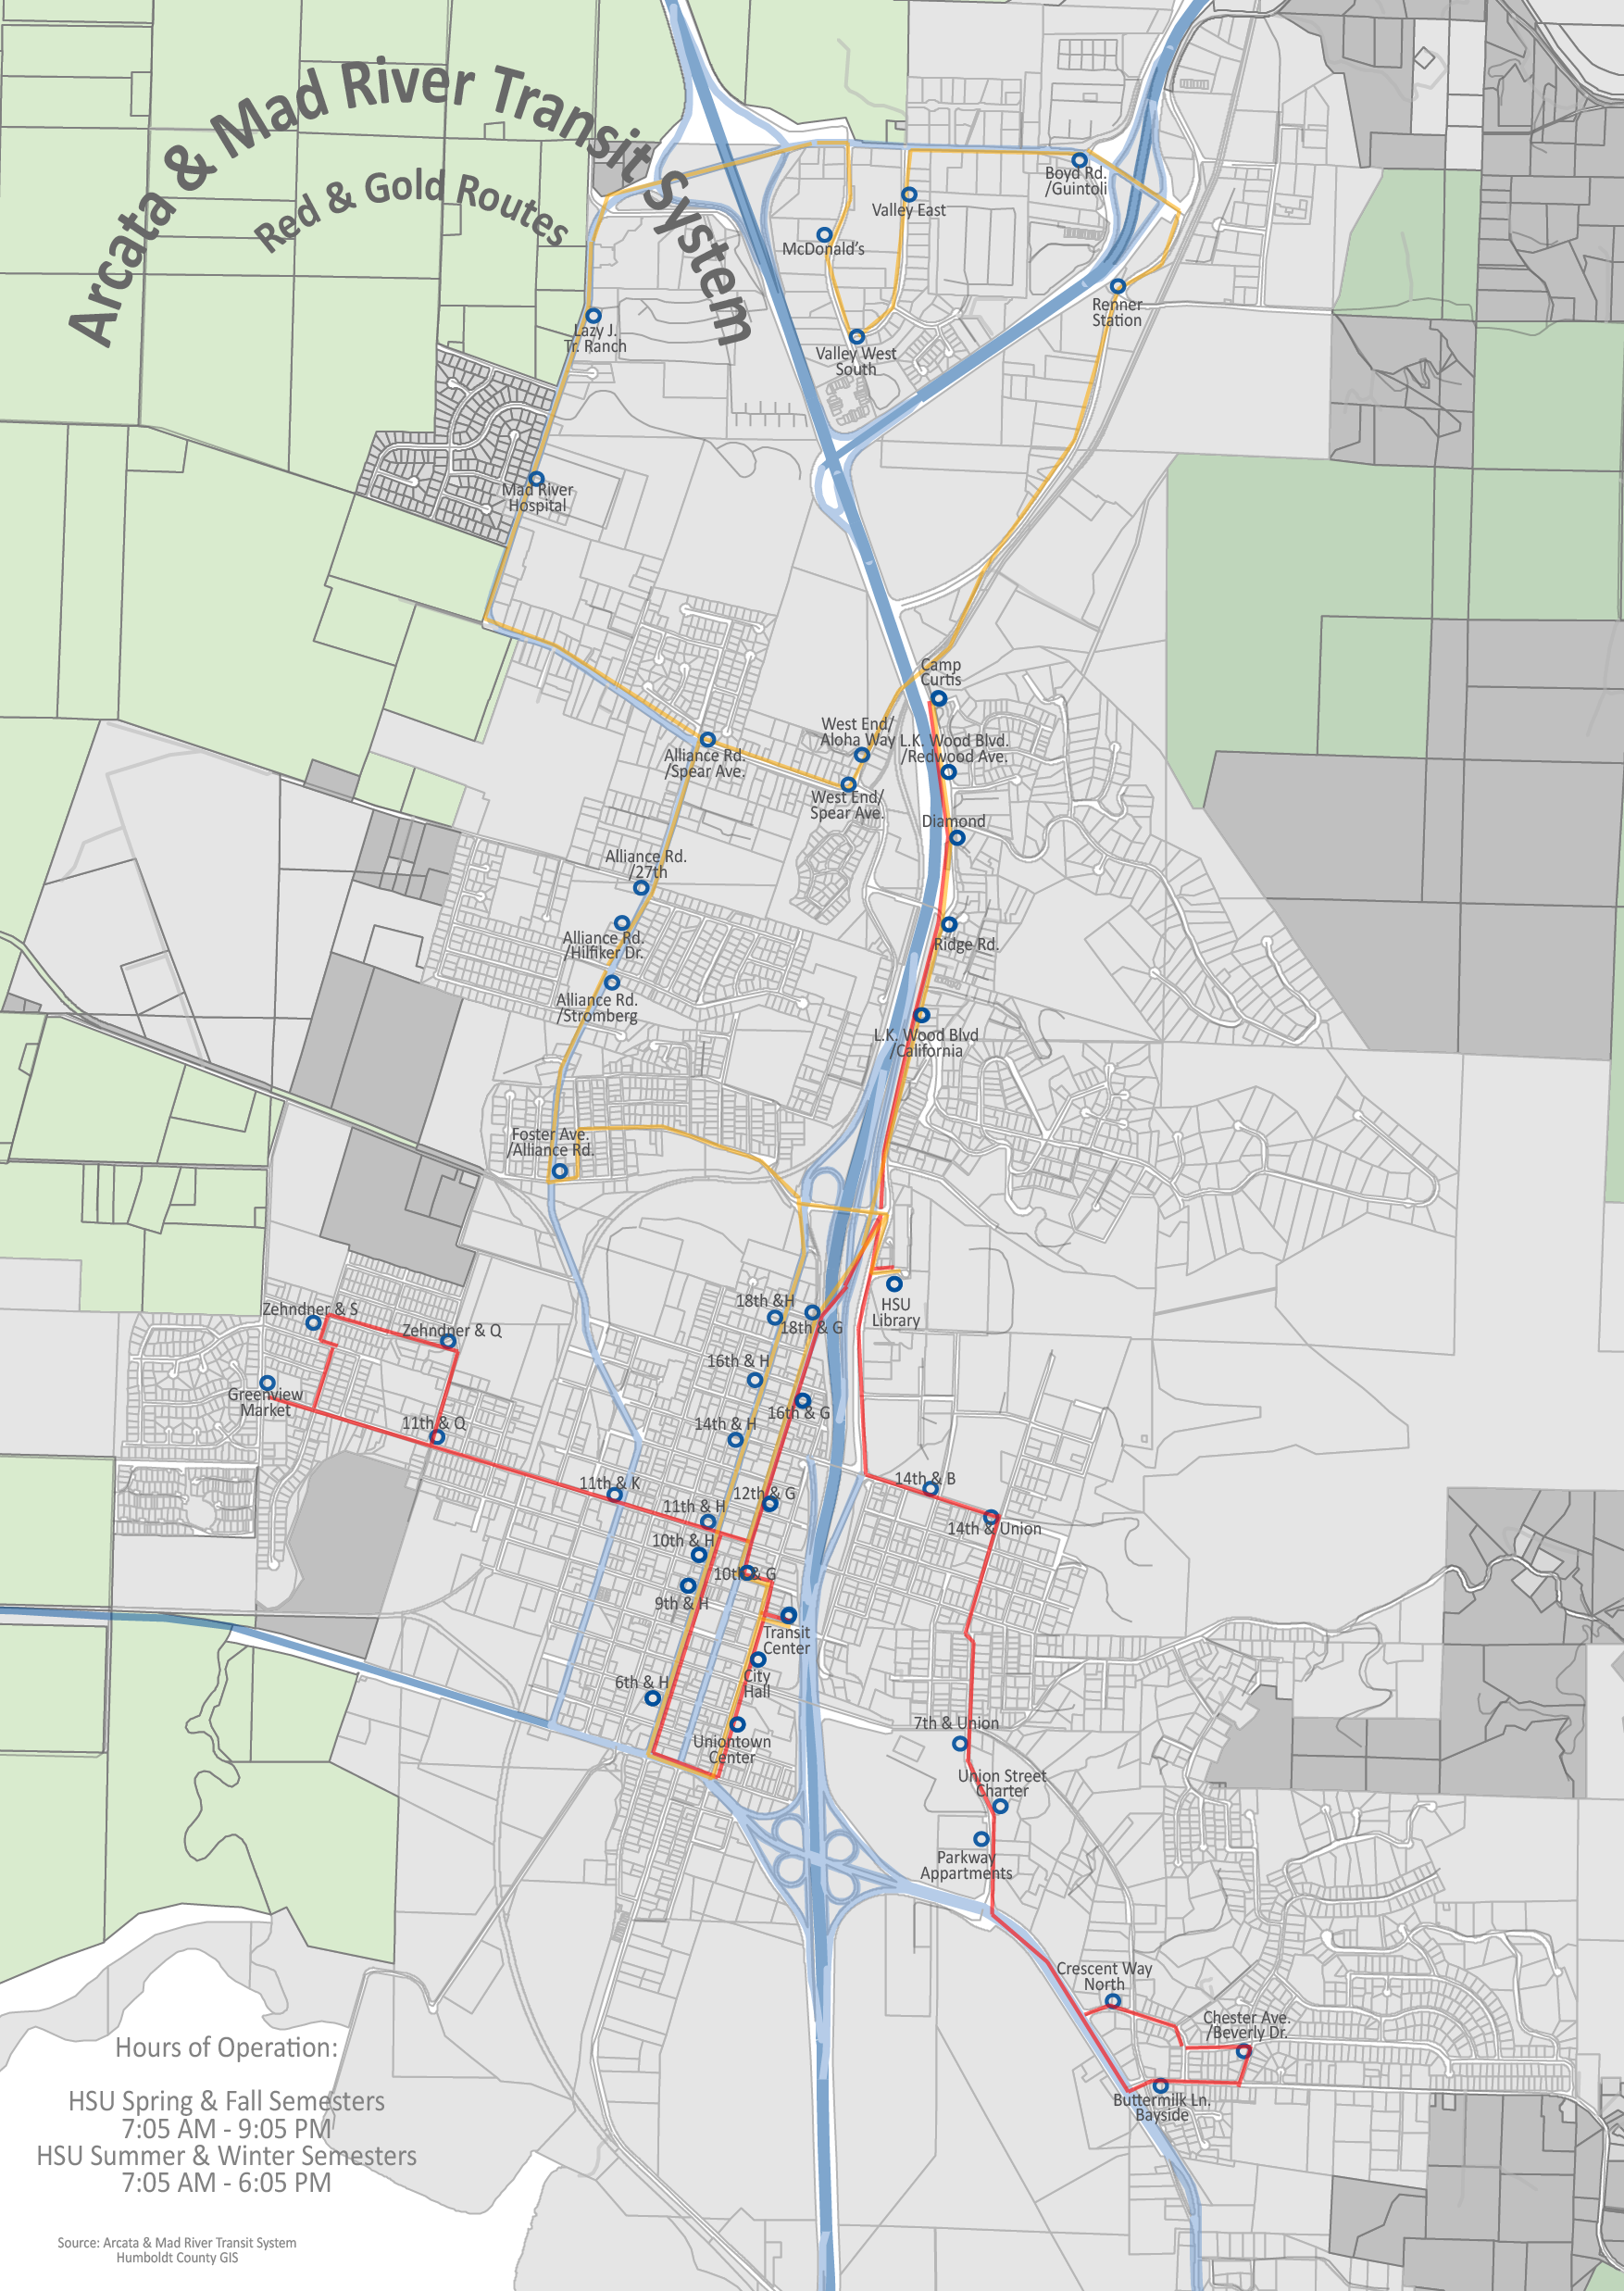 Arcata & Mad River Transit System
Red & Gold Routes
Boyd Rd.
/Guintoli
Valley East
McDonald's
Renner
Station
Lazy J.
Tr. Ranch
Valley West
South
Mad River
Hospital
Camp
Curtis
West End/
Aloha Way
L.K. Wood Blvd.
/Redwood Ave.
Alliance Rd.
/Spear Ave.
West End/
Spear Ave.
Diamond
Alliance Rd.
/27th
Alliance Rd.
/Hilfiker Dr.
Ridge Rd.
Alliance Rd.
/Stromberg
L.K. Wood Blvd
/California
Foster Ave.
/Alliance Rd.
HSU
Library
18th &H
18th & G
Zehndner & S
Zehndner & Q
16th & H
Greenview
Market
16th & G
11th & Q
14th & H
11th & K
12th & G
14th & B
11th & H
14th & Union
10th & H
10th & G
9th & H
Transit
Center
City
Hall
6th & H
7th & Union
Uniontown
Center
Union Street
Charter
Parkway
Appartments
Crescent Way
North
Chester Ave.
/Beverly Dr.
Buttermilk Ln.
Bayside
Hours of Operation:
HSU Spring & Fall Semesters
7:05 AM - 9:05 PM
HSU Summer & Winter Semesters
7:05 AM - 6:05 PM
Source: Arcata & Mad River Transit System
Humboldt County GIS